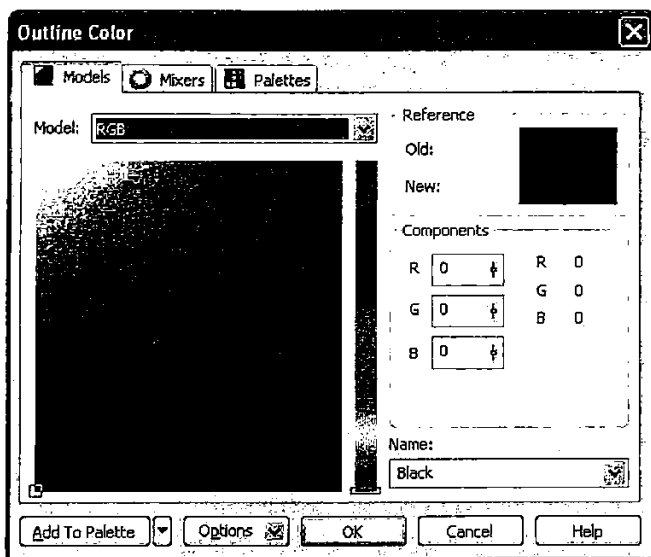 Outline Color
Models Mixers Palettes
Model: RGB
Reference
Old:
New:
Components
R 0 R 0
G 0 G 0
B 0 B 0
Name:
Black
Add To Palette Options OK Cancel Help